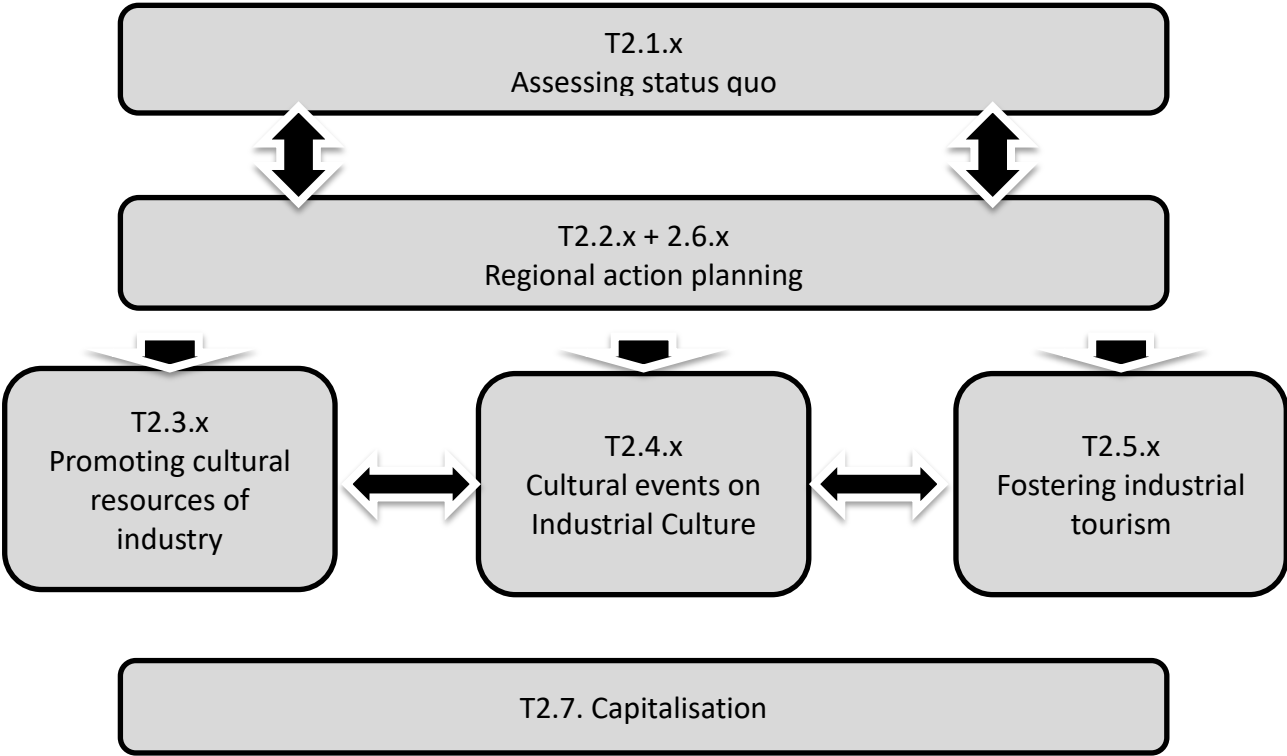 T2.1.x
Assessing status quo
T2.2.x + 2.6.x
Regional action planning
T2.3.x
Promoting cultural
resources of
industry
T2.4.x
Cultural events on
Industrial Culture
T2.5.x
Fostering industrial
tourism
T2.7. Capitalisation